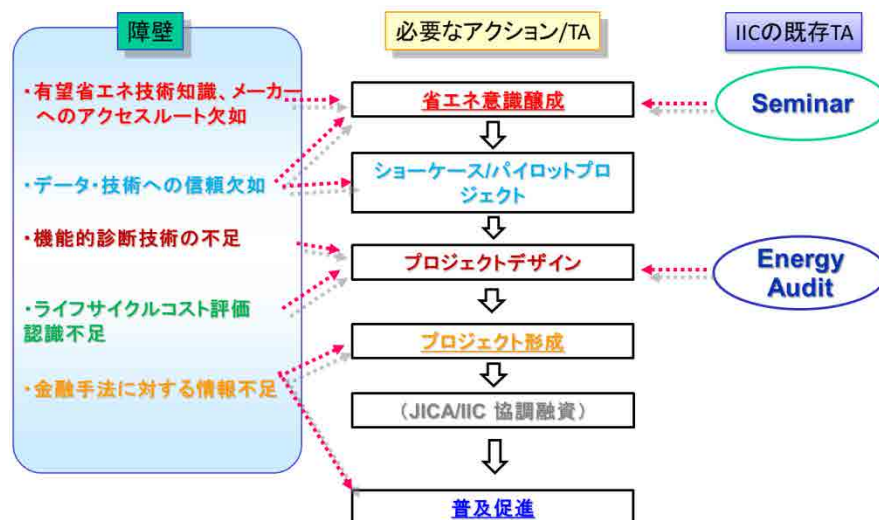 障壁
必要なアクション/TA
IICの既存TA
・有望省エネ技術知識、メーカー
へのアクセスルート欠如
・データ・技術への信頼欠如
・機能的診断技術の不足
・ライフサイクルコスト評価
認識不足
・金融手法に対する情報不足
省エネ意識醸成
ショーケース/パイロットプロ
ジェクト
プロジェクトデザイン
プロジェクト形成
（JICA/IIC 協調融資）
普及促進
Seminar
Energy
Audit